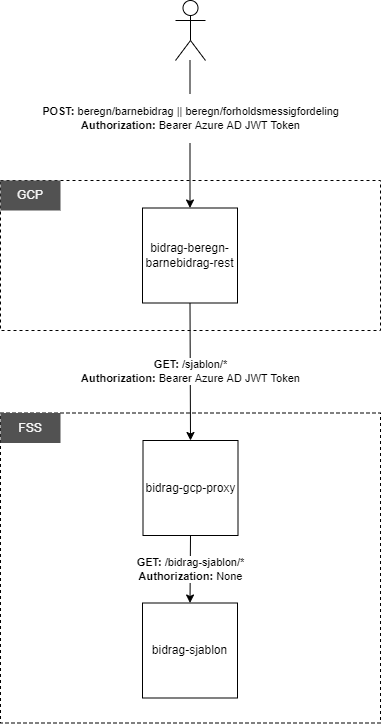 POST: beregn/barnebidrag || beregn/forholdsmessigfordeling
Authorization: Bearer Azure AD JWT Token
GCP
bidrag-beregn-
barnebidrag-rest
GET: /sjablon/*
Authorization: Bearer Azure AD JWT Token
FSS
bidrag-gcp-proxy
GET: /bidrag-sjablon/*
Authorization: None
bidrag-sjablon